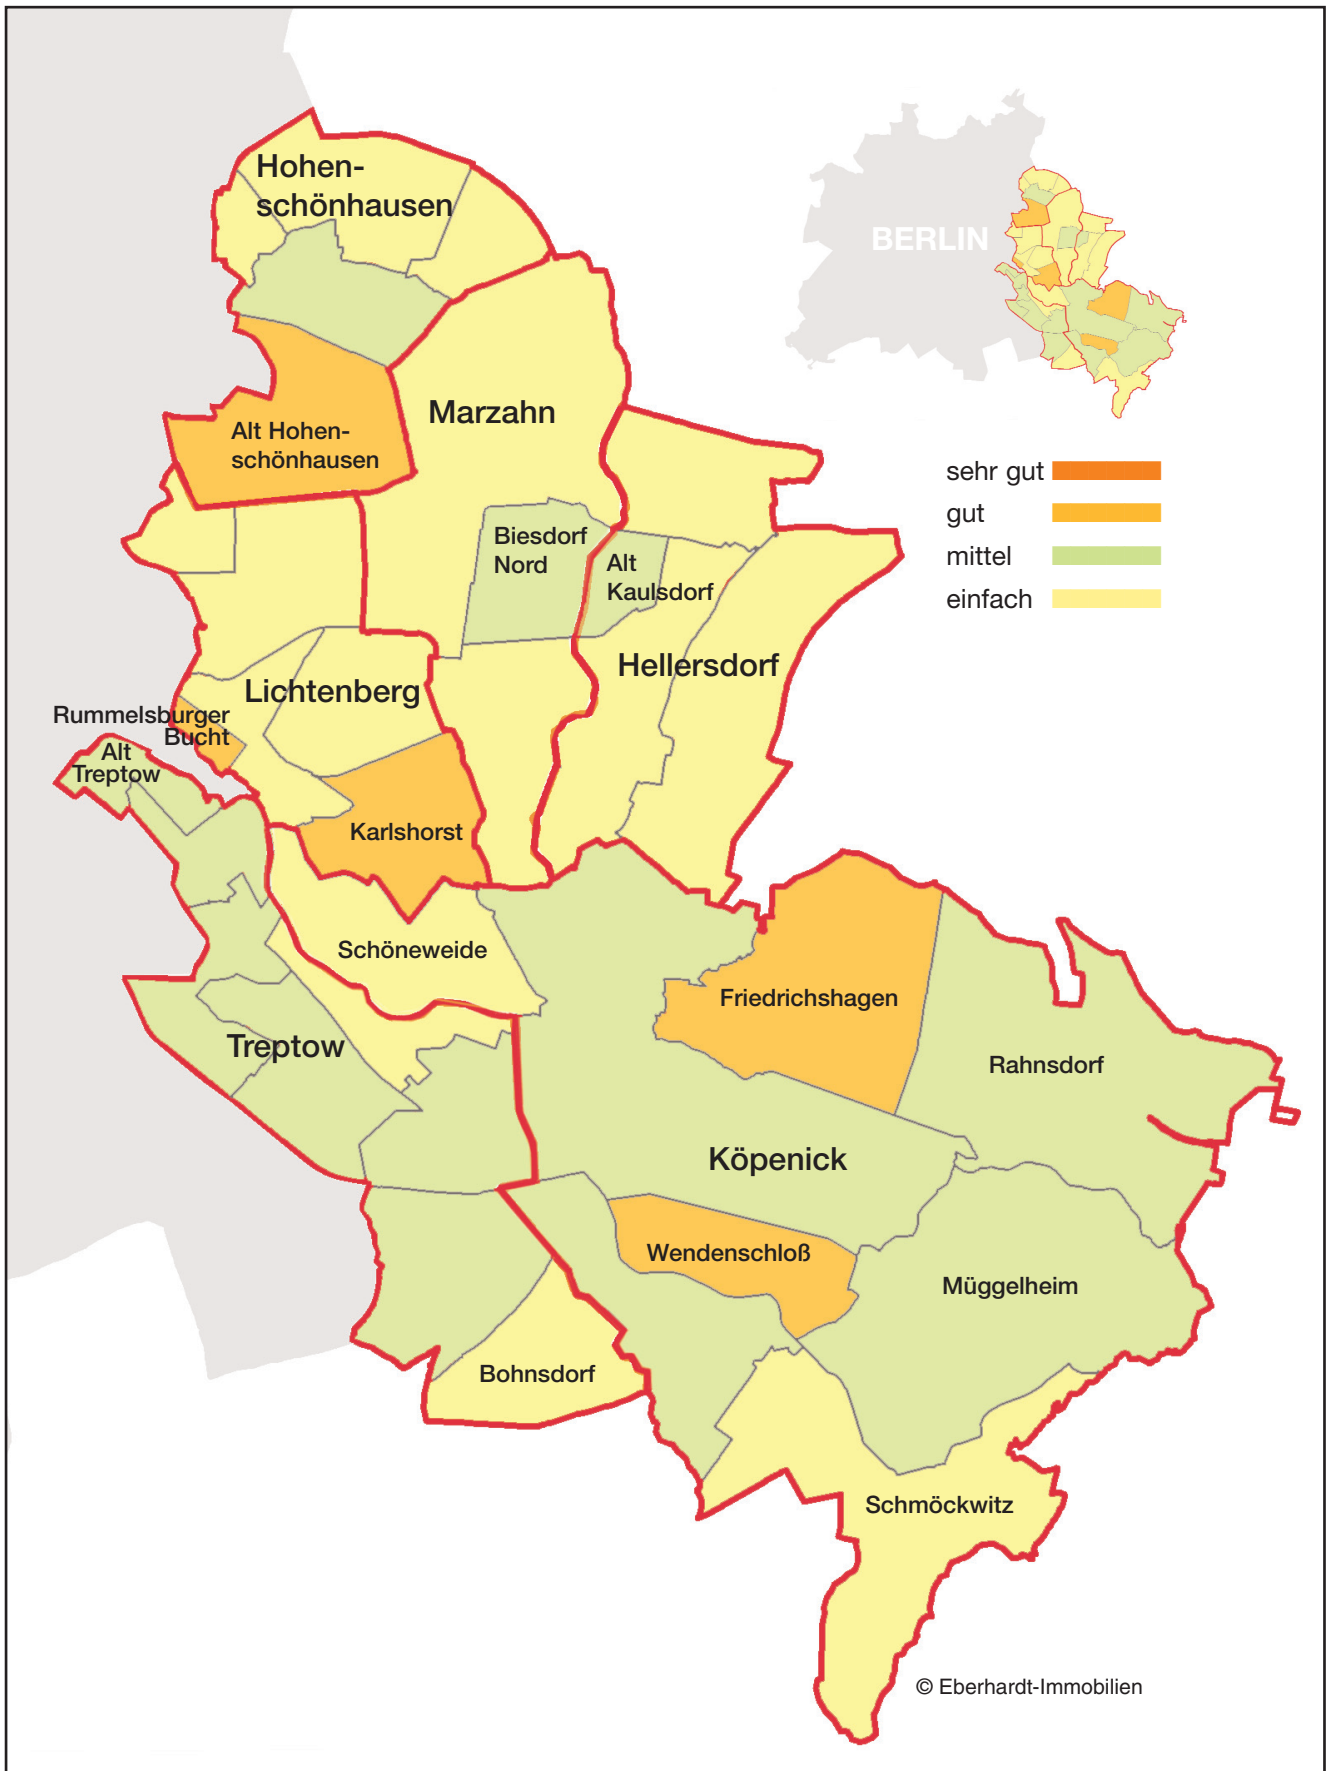 Hohen-
schönhausen
BERLIN
Marzahn
Alt Hohen-
schönhausen
sehr gut
gut
mittel
einfach
Biesdorf
Nord
Alt
Kaulsdorf
Hellersdorf
Lichtenberg
Rummelsburger
Bucht
Alt
Treptow
Karlshorst
Schöneweide
Friedrichshagen
Treptow
Rahnsdorf
Köpenick
Wendenschloß
Müggelheim
Bohnsdorf
Schmöckwitz
© Eberhardt-Immobilien